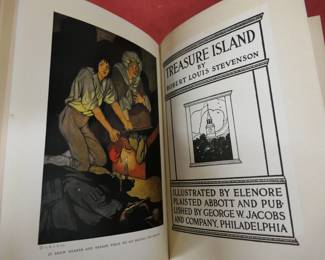 TREASURE ISLAND
BY
ROBERT LOUIS STEVENSON
ILLUSTRATED BY ELENORE
PLAISTED ABBOTT AND PUB-
LISHED BY GEORGE W. JACOBS
AND COMPANY, PHILADELPHIA